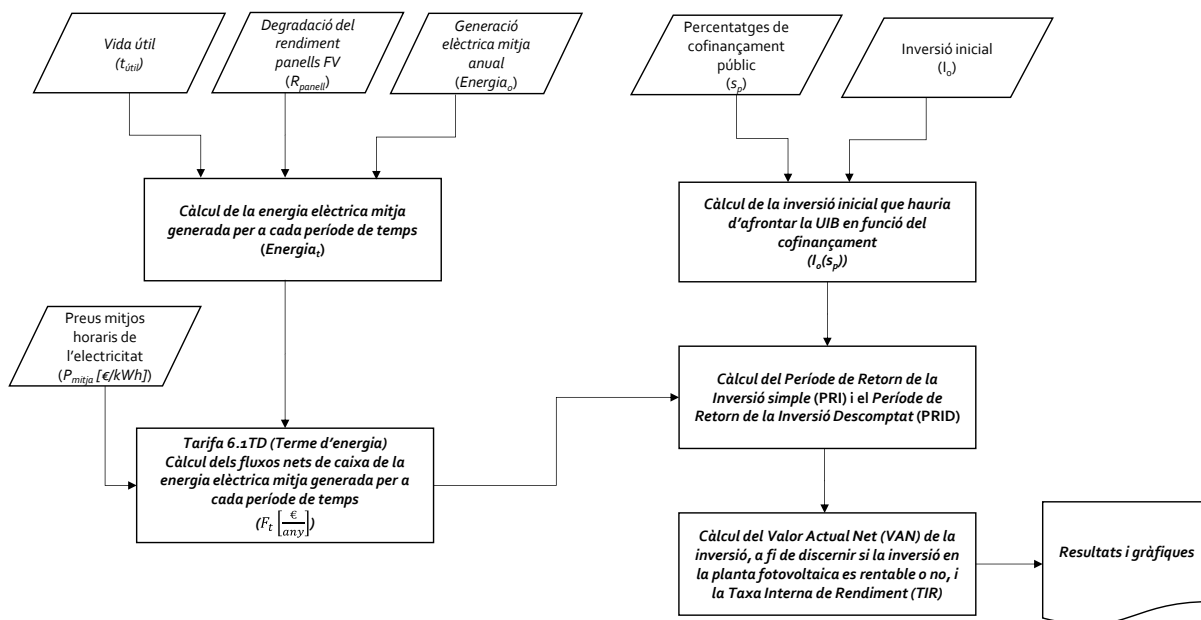 Vida útil
(t_útil)
Degradació del
rendiment
panells FV
(R_panell)
Generació
elèctrica mitja
anual
(Energia_o)
Percentatges de
cofinançament
públic
(s_p)
Inversió inicial
(I_o)
Càlcul de la energia elèctrica mitja
generada per a cada període de temps
(Energia_t)
Càlcul de la inversió inicial que hauria
d'afrontar la UIB en funció del
cofinançament
(I_o(s_p))
Preus mitjos
horaris de
l'electricitat
(P_mitja [€/kWh])
Càlcul del Període de Retorn de la
Inversió simple (PRI) i el Període de
Retorn de la Inversió Descomptat (PRID)
Tarifa 6.1TD (Terme d'energia)
Càlcul dels fluxos nets de caixa de la
energia elèctrica mitja generada per a
cada període de temps
(F_t [€/any])
Càlcul del Valor Actual Net (VAN) de la
inversió, a fi de discernir si la inversió en
la planta fotovoltaica es rentable o no, i
la Taxa Interna de Rendiment (TIR)
Resultats i gràfiques